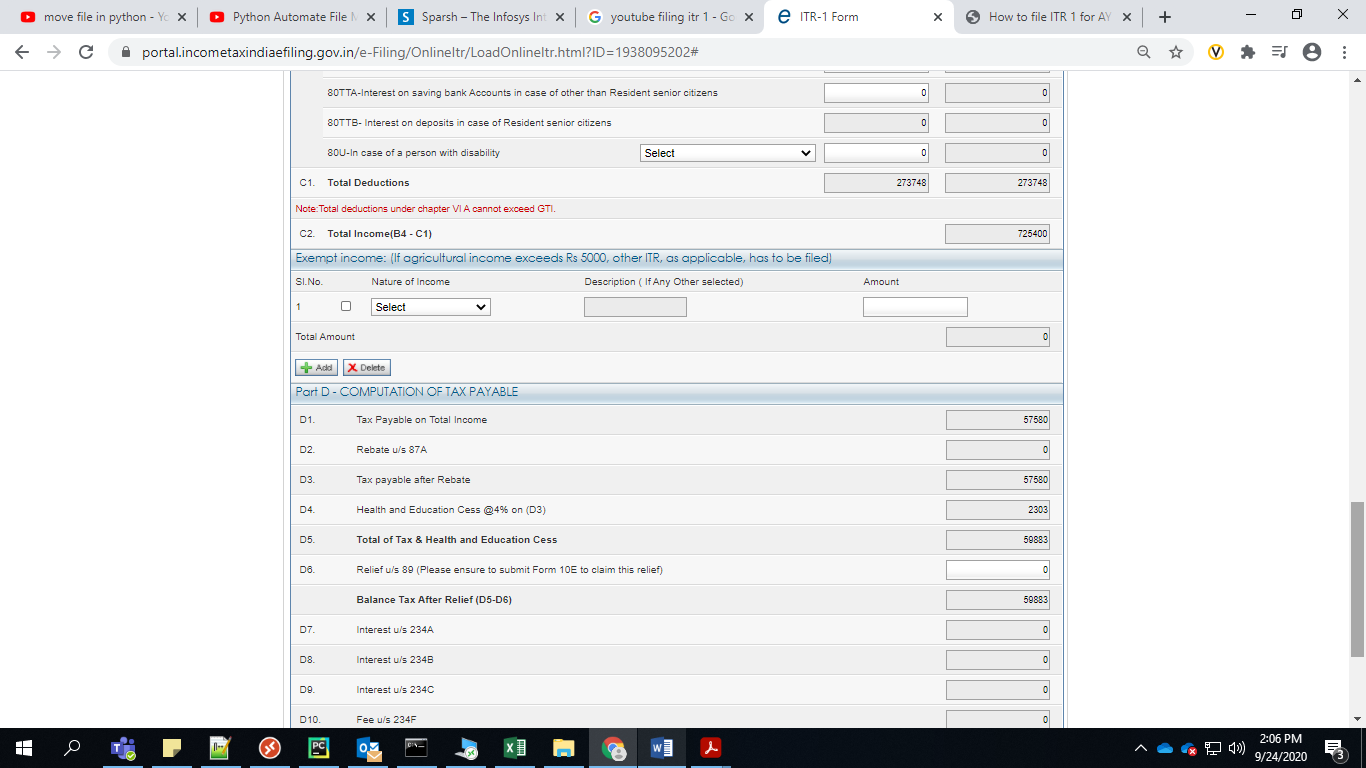 move file in python - Yo
Python Automate File M
Sparsh – The Infosys Int
youtube filing itr 1 - Go
ITR-1 Form
How to file ITR 1 for AY
portal.incometaxindiaefiling.gov.in/e-Filing/OnlineItr/LoadOnlineItr.html?ID=1938095202#
80TTA-Interest on saving bank Accounts in case of other than Resident senior citizens 0 0
80TTB- Interest on deposits in case of Resident senior citizens 0 0
80U-In case of a person with disability Select 0 0
C1. Total Deductions 273748 273748
Note:Total deductions under chapter VI A cannot exceed GTI.
C2. Total Income(B4 - C1) 725400
Exempt income: (If agricultural income exceeds Rs 5000, other ITR, as applicable, has to be filed)
Sl.No. Nature of Income Description ( If Any Other selected) Amount
1 Select
Total Amount 0
Add Delete
Part D - COMPUTATION OF TAX PAYABLE
D1. Tax Payable on Total Income 57580
D2. Rebate u/s 87A 0
D3. Tax payable after Rebate 57580
D4. Health and Education Cess @4% on (D3) 2303
D5. Total of Tax & Health and Education Cess 59883
D6. Relief u/s 89 (Please ensure to submit Form 10E to claim this relief) 0
Balance Tax After Relief (D5-D6) 59883
D7. Interest u/s 234A 0
D8. Interest u/s 234B 0
D9. Interest u/s 234C 0
D10. Fee u/s 234F 0
2:06 PM
9/24/2020
3